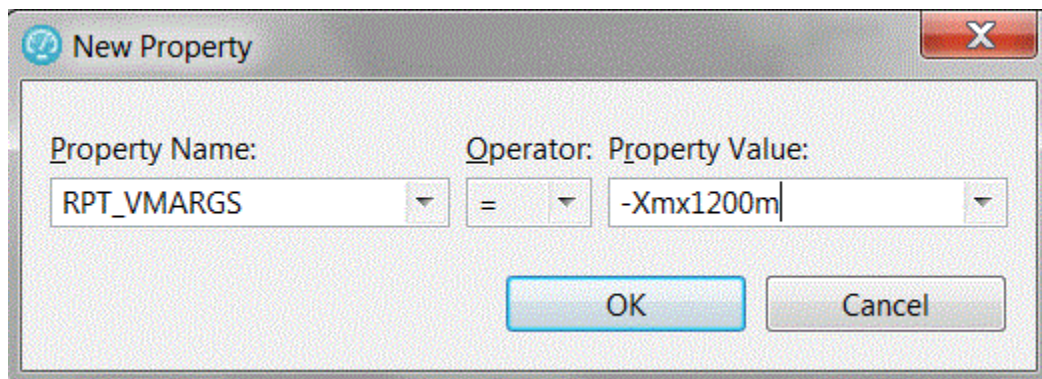 New Property
Property Name: Operator: Property Value:
RPT_VMARGS = -Xmx1200m
OK Cancel